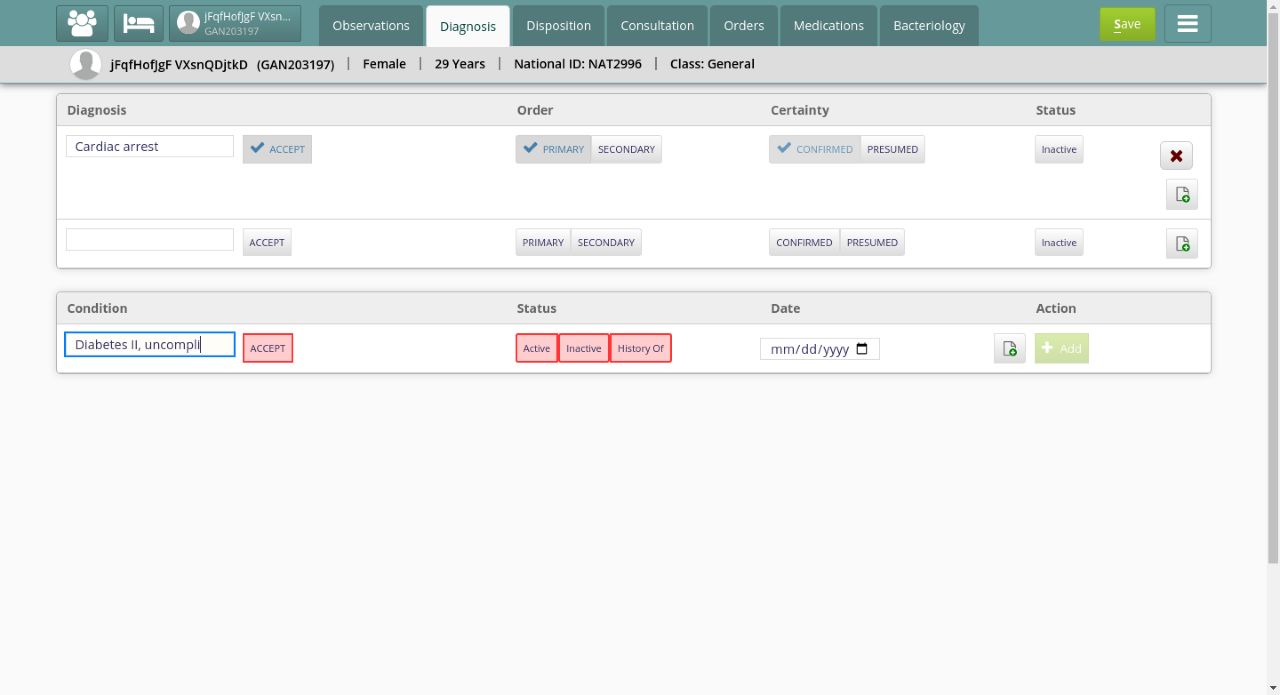 jFqfHofJgF VXsn...
GAN203197
Observations
Diagnosis
Disposition
Consultation
Orders
Medications
Bacteriology
Save
jFqfHofJgF VXsnQDjtkD (GAN203197) | Female | 29 Years | National ID: NAT2996 | Class: General
Diagnosis Order Certainty Status
Cardiac arrest ACCEPT PRIMARY SECONDARY CONFIRMED PRESUMED Inactive
ACCEPT PRIMARY SECONDARY CONFIRMED PRESUMED Inactive
Condition Status Date Action
Diabetes II, uncompli ACCEPT Active Inactive History Of mm/dd/yyyy Add